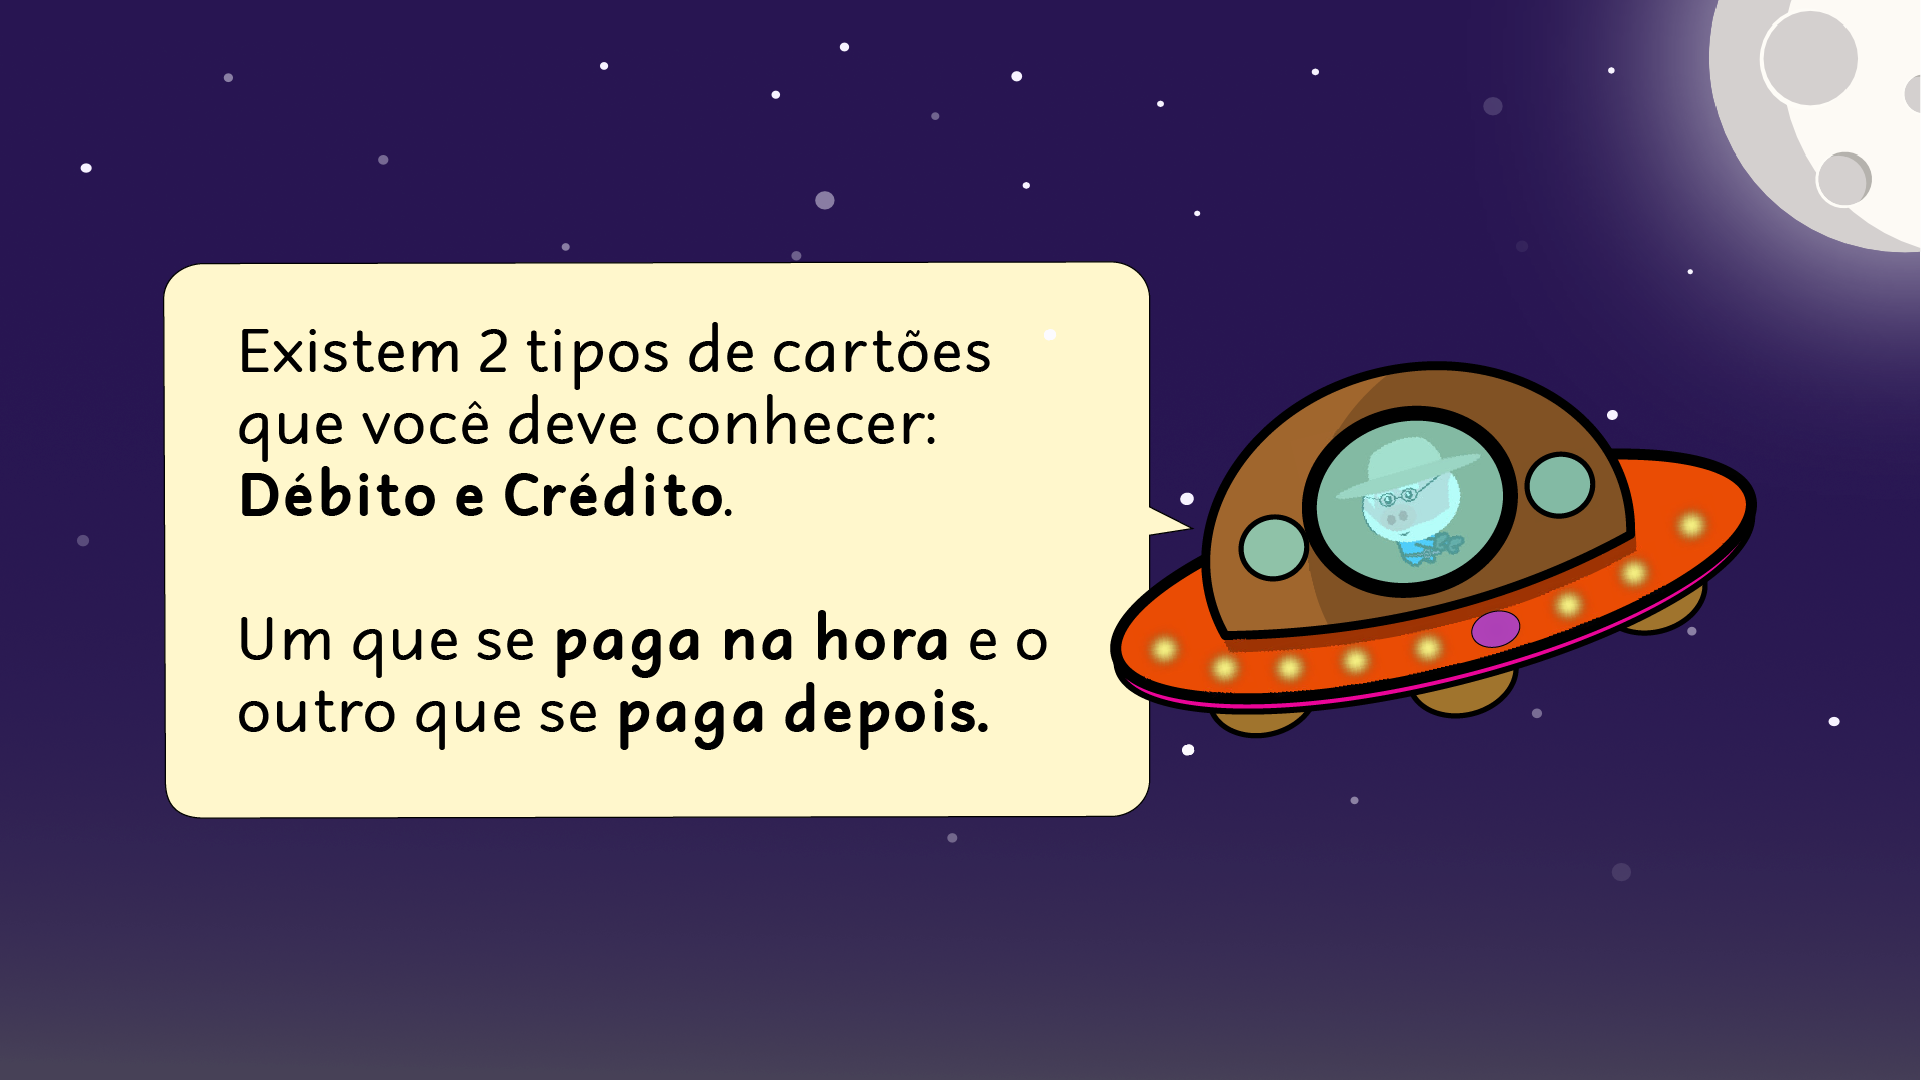 Existem 2 tipos de cartões
que você deve conhecer:
Débito e Crédito.
Um que se paga na hora e o
outro que se paga depois.